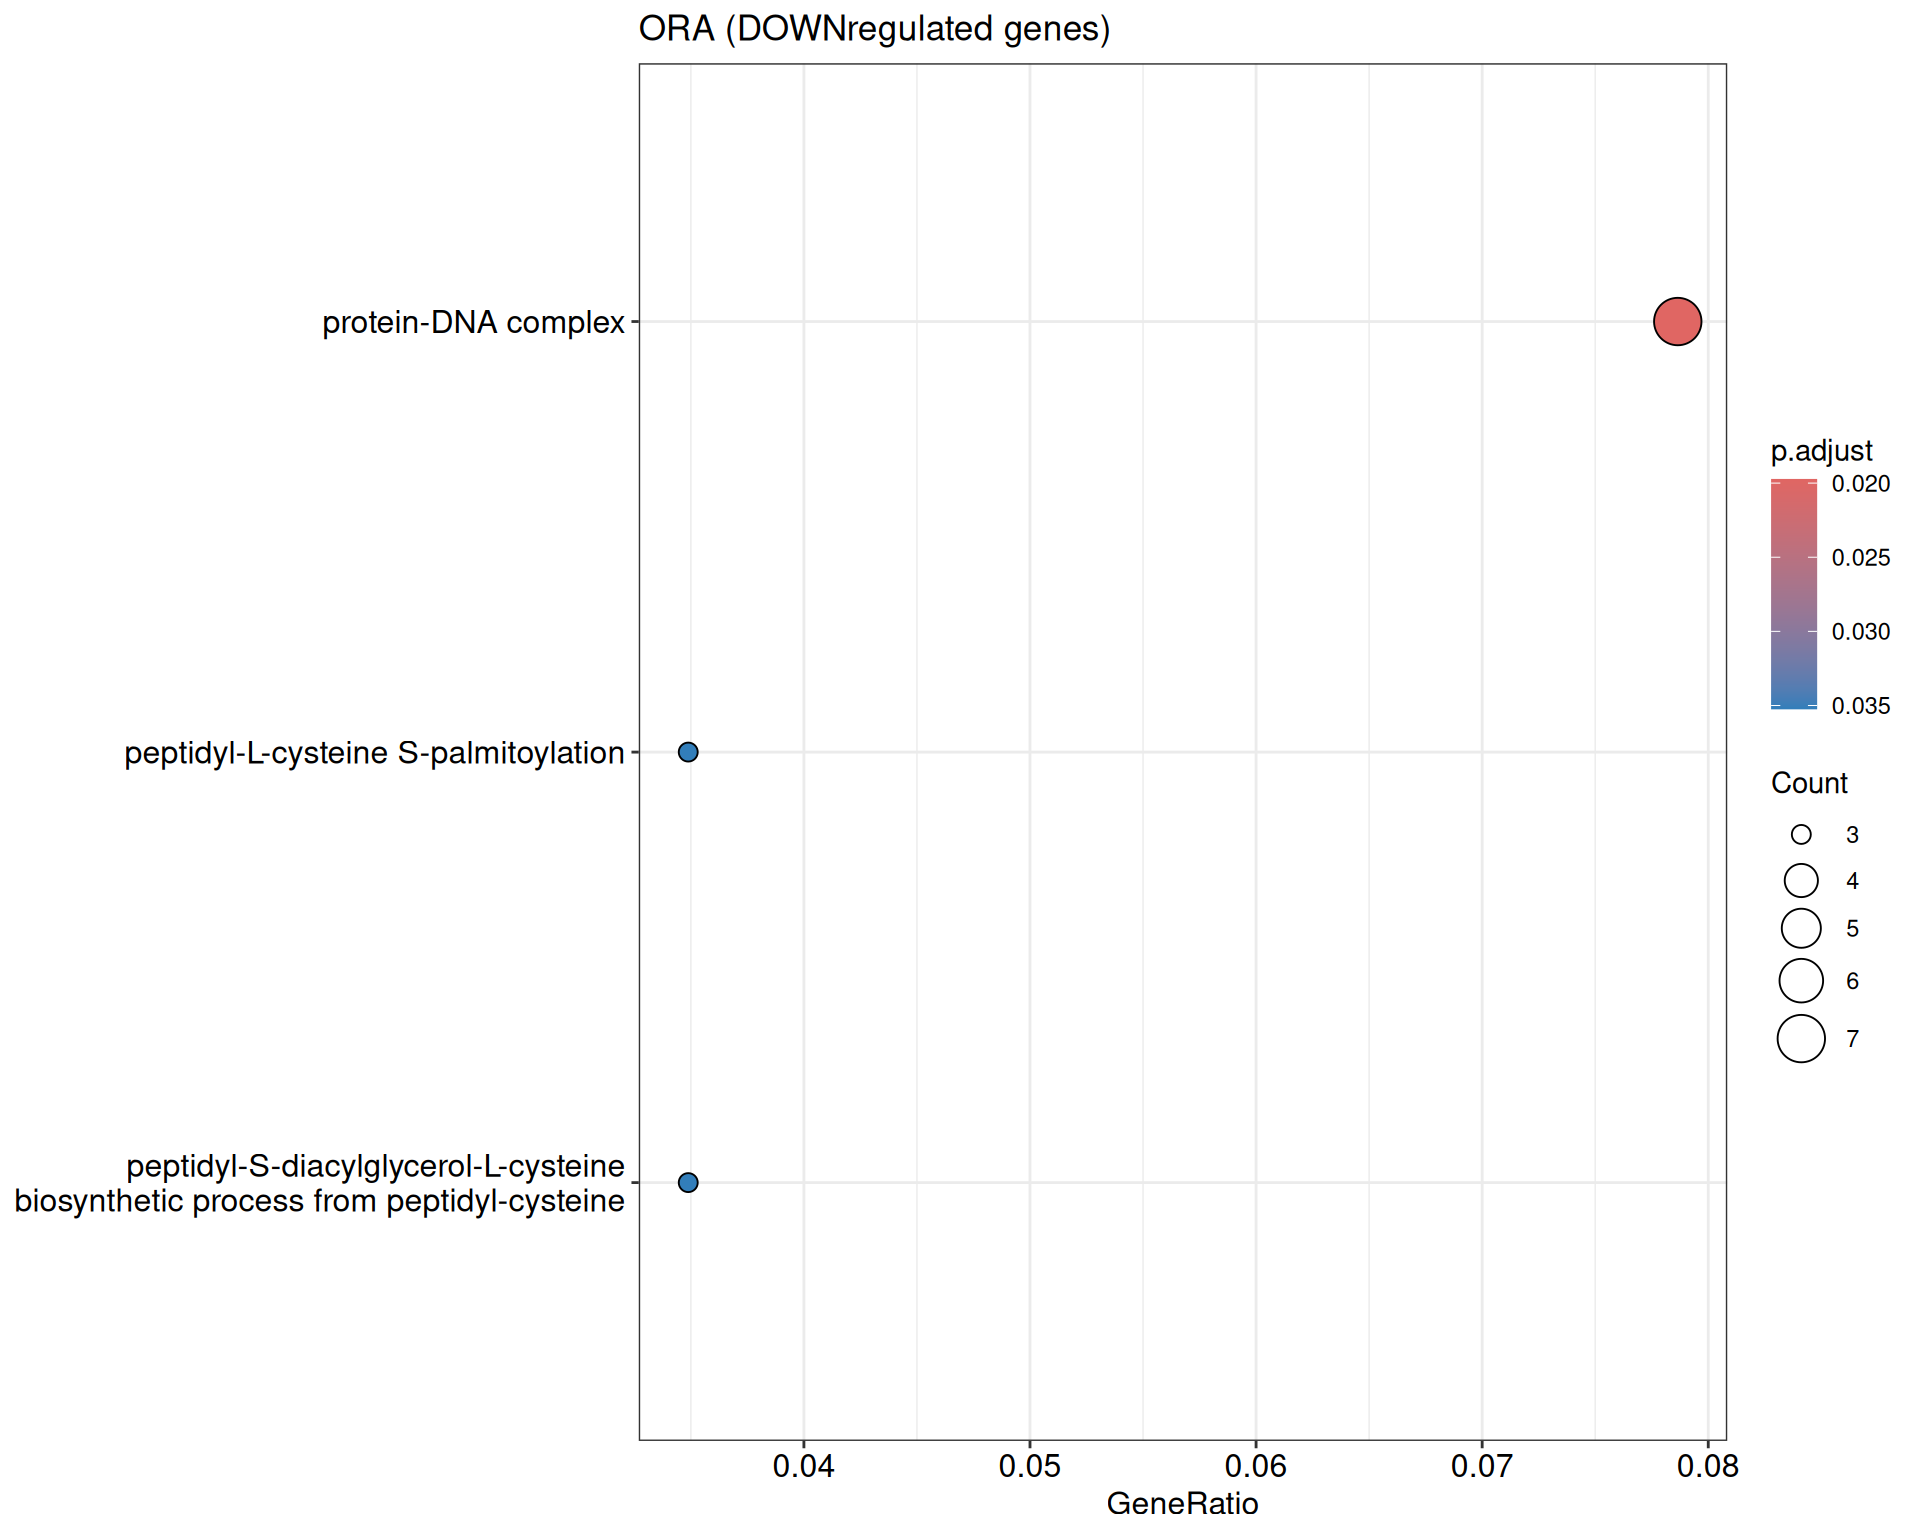 ORA (DOWNregulated genes)
protein-DNA complex
peptidyl-L-cysteine S-palmitoylation
peptidyl-S-diacylglycerol-L-cysteine
biosynthetic process from peptidyl-cysteine
0.04
0.05
0.06
0.07
0.08
GeneRatio
p.adjust
0.020
0.025
0.030
0.035
Count
3
4
5
6
7